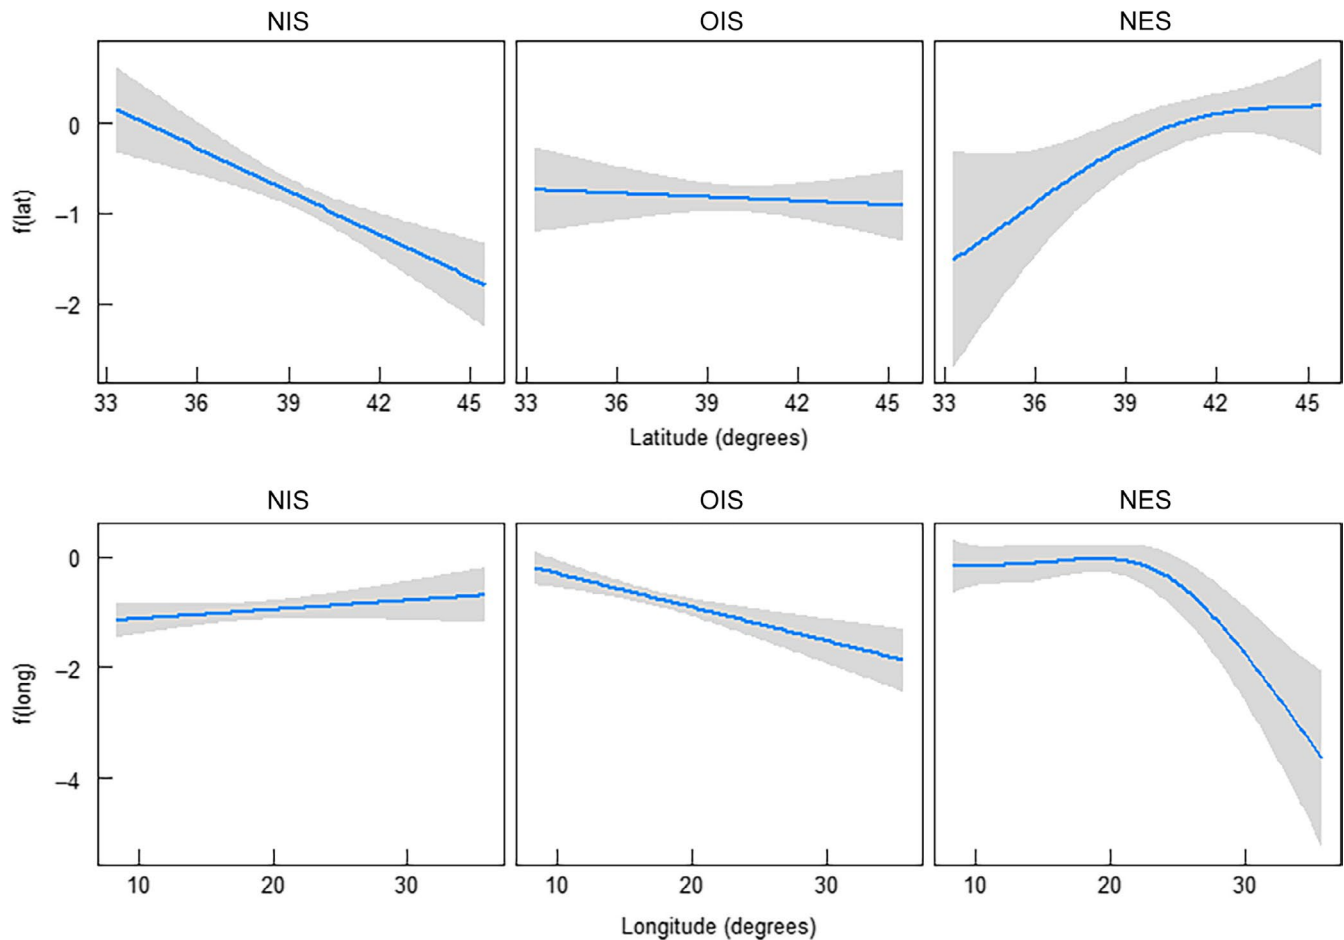 NIS OIS NES
0
f(lat)
–1
–2
33 36 39 42 45 33 36 39 42 45 33 36 39 42 45
Latitude (degrees)
NIS OIS NES
0
–2
f(long)
–4
10 20 30 10 20 30 10 20 30
Longitude (degrees)